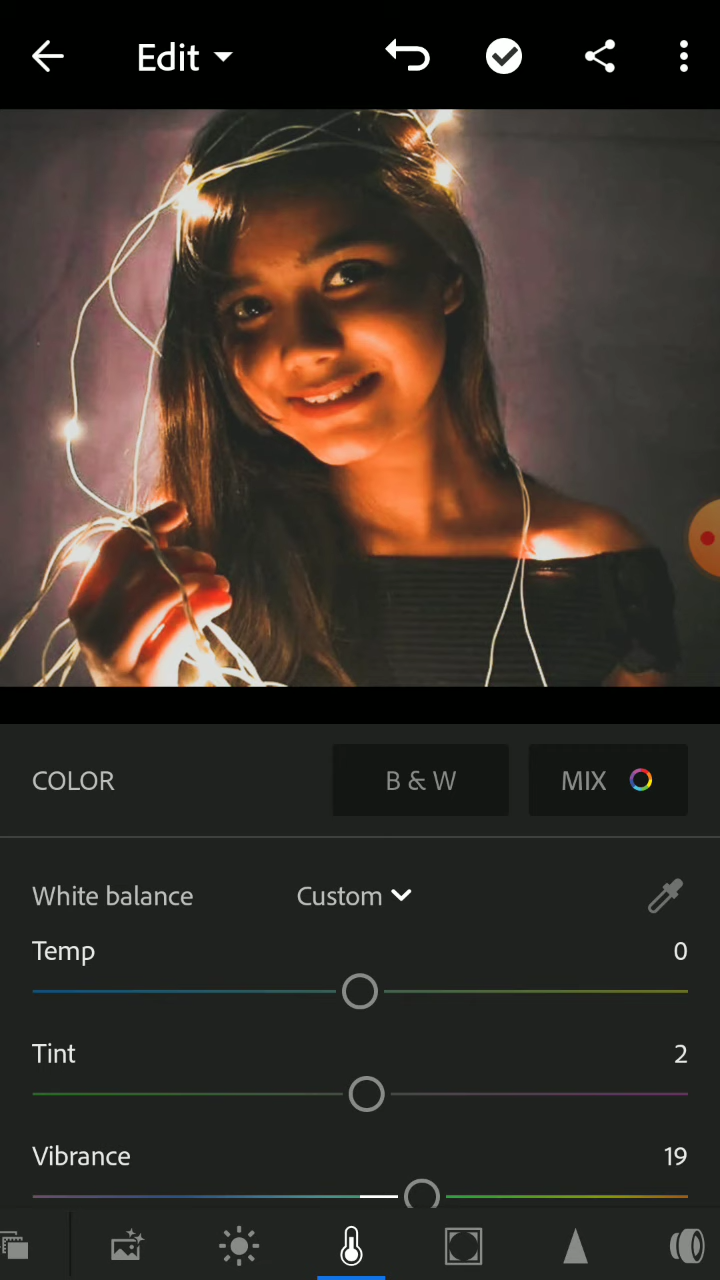 Edit
COLOR B & W MIX
White balance Custom
Temp 0
Tint 2
Vibrance 19